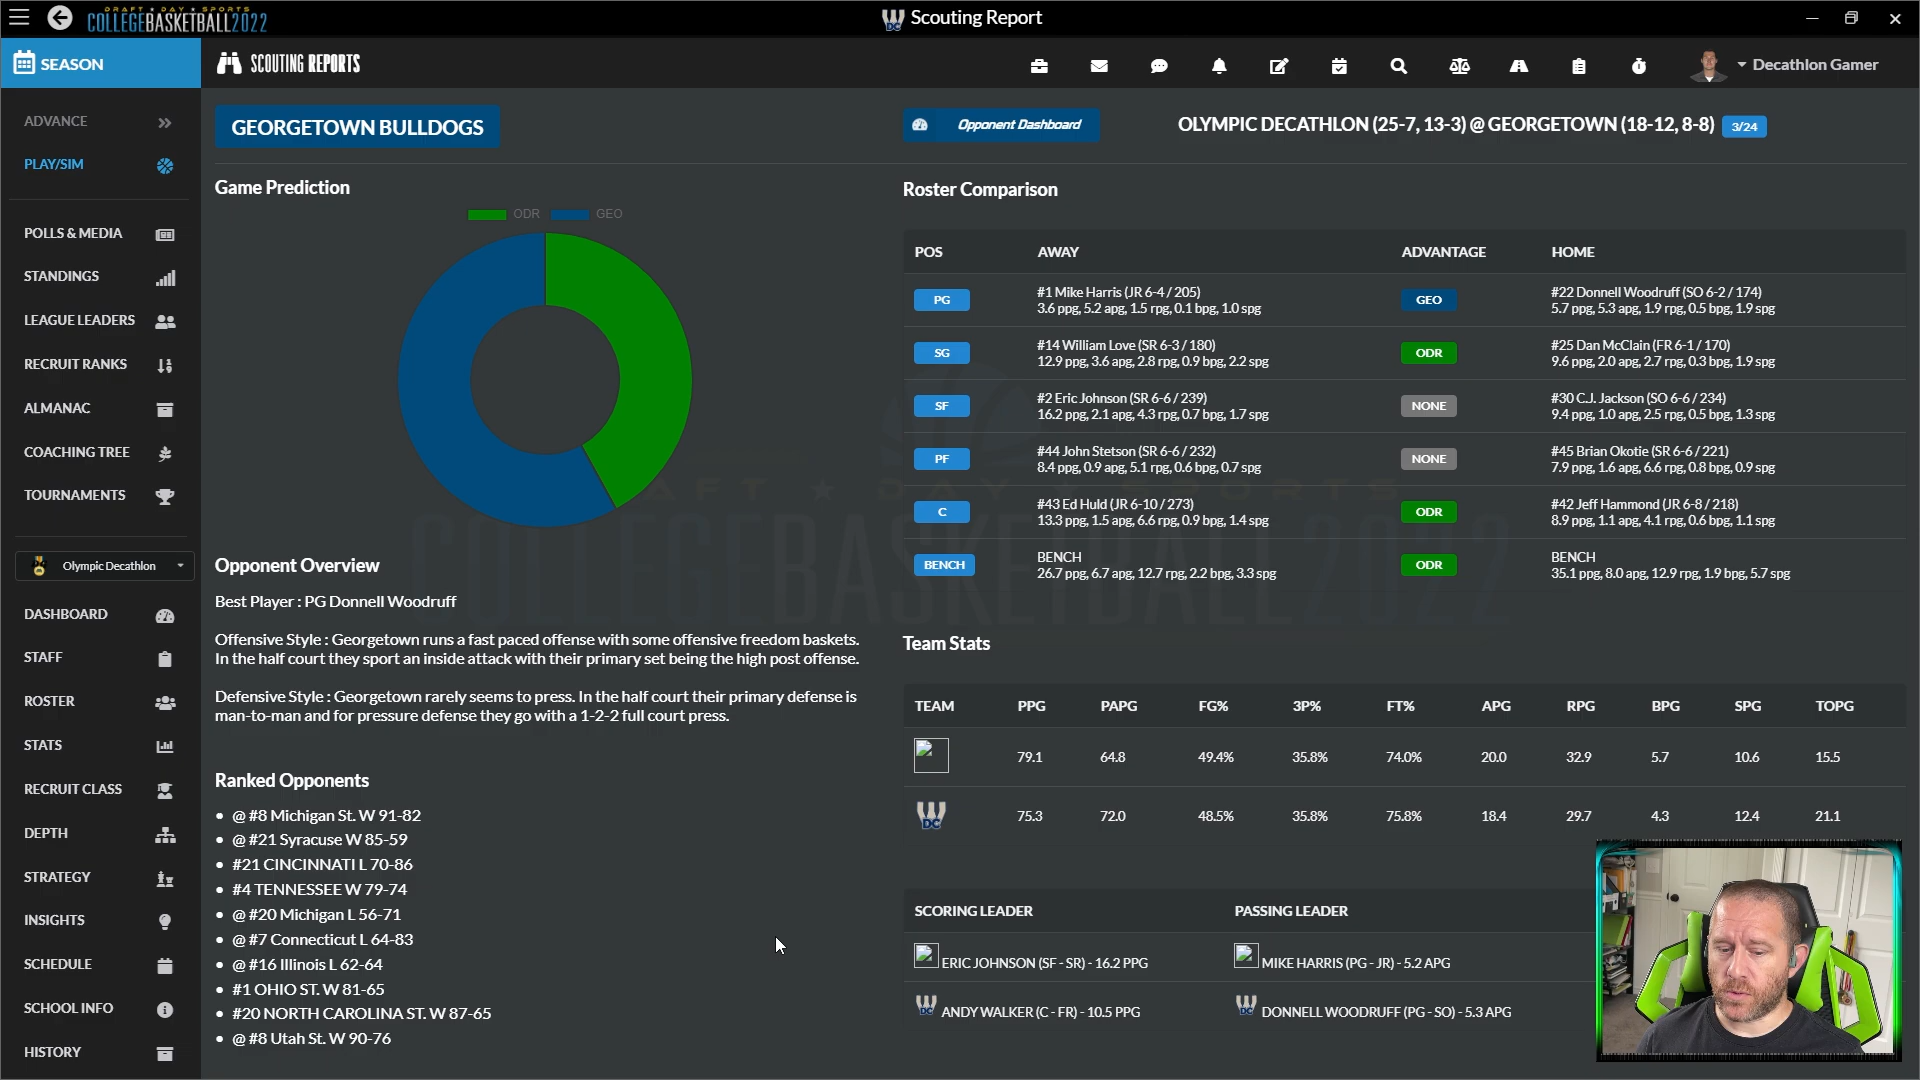 DRAFT DAY SPORTS
COLLEGE BASKETBALL 2022
Scouting Report
SEASON
SCOUTING REPORTS
Decathlon Gamer
ADVANCE
PLAY/SIM
POLLS & MEDIA
STANDINGS
LEAGUE LEADERS
RECRUIT RANKS
ALMANAC
COACHING TREE
TOURNAMENTS
Olympic Decathlon
DASHBOARD
STAFF
ROSTER
STATS
RECRUIT CLASS
DEPTH
STRATEGY
INSIGHTS
SCHEDULE
SCHOOL INFO
HISTORY
GEORGETOWN BULLDOGS
Opponent Dashboard
OLYMPIC DECATHLON (25-7, 13-3) @ GEORGETOWN (18-12, 8-8) 3/24
Game Prediction
ODR GEO
Opponent Overview
Best Player : PG Donnell Woodruff
Offensive Style : Georgetown runs a fast paced offense with some offensive freedom baskets.
In the half court they sport an inside attack with their primary set being the high post offense.
Defensive Style : Georgetown rarely seems to press. In the half court their primary defense is
man-to-man and for pressure defense they go with a 1-2-2 full court press.
Ranked Opponents
@ #8 Michigan St. W 91-82
@ #21 Syracuse W 85-59
#21 CINCINNATI L 70-86
#4 TENNESSEE W 79-74
@ #20 Michigan L 56-71
@ #7 Connecticut L 64-83
@ #16 Illinois L 62-64
#1 OHIO ST. W 81-65
#20 NORTH CAROLINA ST. W 87-65
@ #8 Utah St. W 90-76
Roster Comparison
POS AWAY ADVANTAGE HOME
PG #1 Mike Harris (JR 6-4 / 205) GEO #22 Donnell Woodruff (SO 6-2 / 174)
3.6 ppg, 5.2 apg, 1.5 rpg, 0.1 bpg, 1.0 spg 5.7 ppg, 5.3 apg, 1.9 rpg, 0.5 bpg, 1.9 spg
SG #14 William Love (SR 6-3 / 180) ODR #25 Dan McClain (FR 6-1 / 170)
12.9 ppg, 3.6 apg, 2.8 rpg, 0.9 bpg, 2.2 spg 9.6 ppg, 2.0 apg, 2.7 rpg, 0.3 bpg, 1.9 spg
SF #2 Eric Johnson (SR 6-6 / 239) NONE #30 C.J. Jackson (SO 6-6 / 234)
16.2 ppg, 2.1 apg, 4.3 rpg, 0.7 bpg, 1.7 spg 9.4 ppg, 1.0 apg, 2.5 rpg, 0.5 bpg, 1.3 spg
PF #44 John Stetson (SR 6-6 / 232) NONE #45 Brian Okotie (SR 6-6 / 221)
8.4 ppg, 0.9 apg, 5.1 rpg, 0.6 bpg, 0.7 spg 7.9 ppg, 1.6 apg, 6.6 rpg, 0.8 bpg, 0.9 spg
C #43 Ed Huld (JR 6-10 / 273) ODR #42 Jeff Hammond (JR 6-8 / 218)
13.3 ppg, 1.5 apg, 6.6 rpg, 0.9 bpg, 1.4 spg 8.9 ppg, 1.1 apg, 4.1 rpg, 0.6 bpg, 1.1 spg
BENCH BENCH ODR BENCH
26.7 ppg, 6.7 apg, 12.7 rpg, 2.2 bpg, 3.3 spg 35.1 ppg, 8.0 apg, 12.9 rpg, 1.9 bpg, 5.7 spg
DRAFT DAY SPORTS
COLLEGE BASKETBALL 2022
Team Stats
TEAM PPG PAPG FG% 3P% FT% APG RPG BPG SPG TOPG
79.1 64.8 49.4% 35.8% 74.0% 20.0 32.9 5.7 10.6 15.5
DC 75.3 72.0 48.5% 35.8% 75.8% 18.4 29.7 4.3 12.4 21.1
SCORING LEADER PASSING LEADER
ERIC JOHNSON (SF - SR) - 16.2 PPG MIKE HARRIS (PG - JR) - 5.2 APG
ANDY WALKER (C - FR) - 10.5 PPG DONNELL WOODRUFF (PG - SO) - 5.3 APG